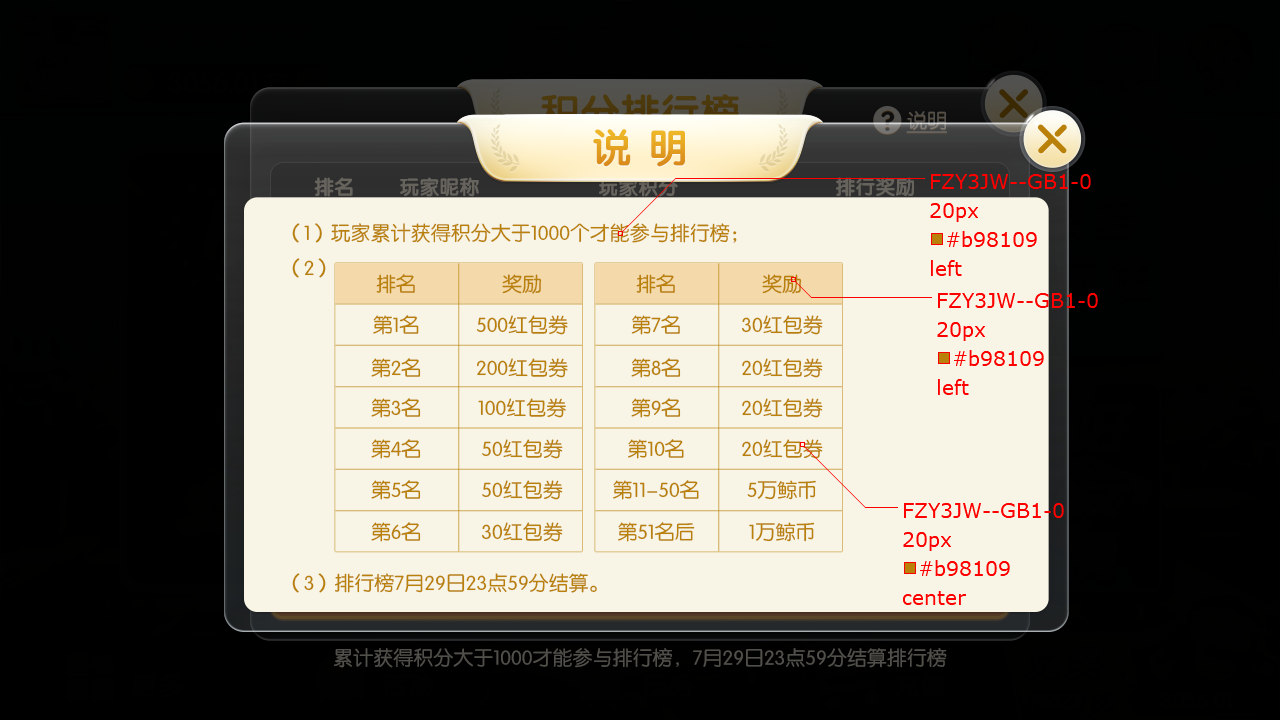 积分排行榜
? 说明
说 明
排名 玩家昵称 玩家积分 排行奖励
FZY3JW--GB1-0
20px
#b98109
left
（1）玩家累计获得积分大于1000个才能参与排行榜；
（2）
排名 奖励 排名 奖励
FZY3JW--GB1-0
20px
#b98109
left
第1名 500红包券 第7名 30红包券
第2名 200红包券 第8名 20红包券
第3名 100红包券 第9名 20红包券
第4名 50红包券 第10名 20红包券
第5名 50红包券 第11-50名 5万鲸币
第6名 30红包券 第51名后 1万鲸币
FZY3JW--GB1-0
20px
#b98109
center
（3）排行榜7月29日23点59分结算。
累计获得积分大于1000才能参与排行榜，7月29日23点59分结算排行榜